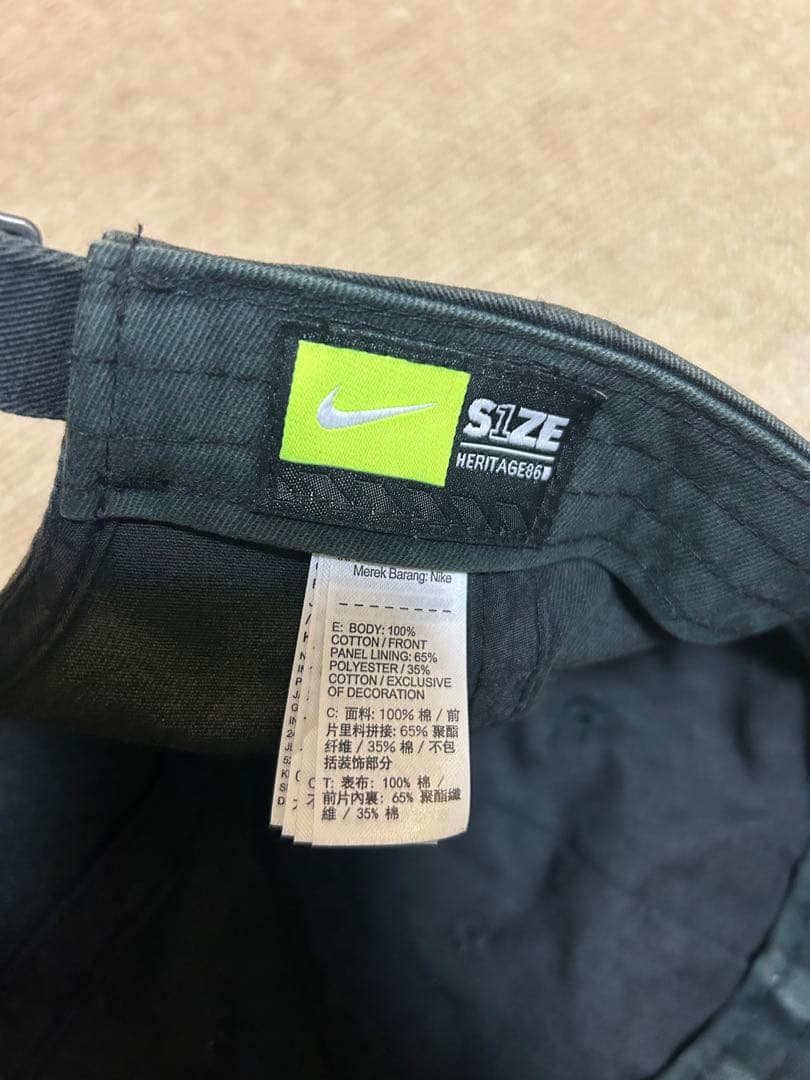 S1ZE
HERITAGE86
Merek Barang: Nike
E: BODY: 100%
COTTON / FRONT
PANEL LINING: 65%
POLYESTER / 35%
COTTON / EXCLUSIVE
OF DECORATION
C: 面料: 100% 棉 / 前
片里料拼接: 65% 聚酯
纤维 / 35% 棉 / 不包
括装饰部分
T: 表布: 100% 棉 /
前片內裏: 65% 聚酯纖
維 / 35% 棉